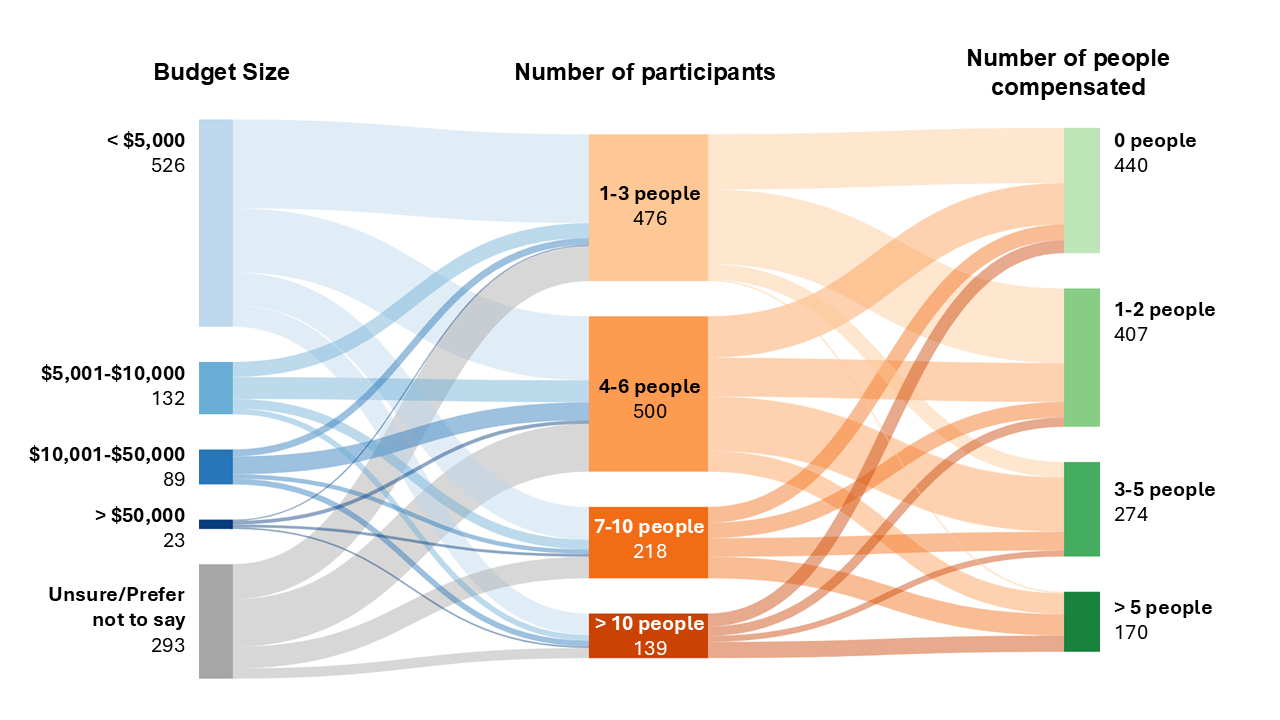 Budget Size
Number of participants
Number of people
compensated
< $5,000
526
$5,001-$10,000
132
$10,001-$50,000
89
> $50,000
23
Unsure/Prefer
not to say
293
1-3 people
476
4-6 people
500
7-10 people
218
> 10 people
139
0 people
440
1-2 people
407
3-5 people
274
> 5 people
170